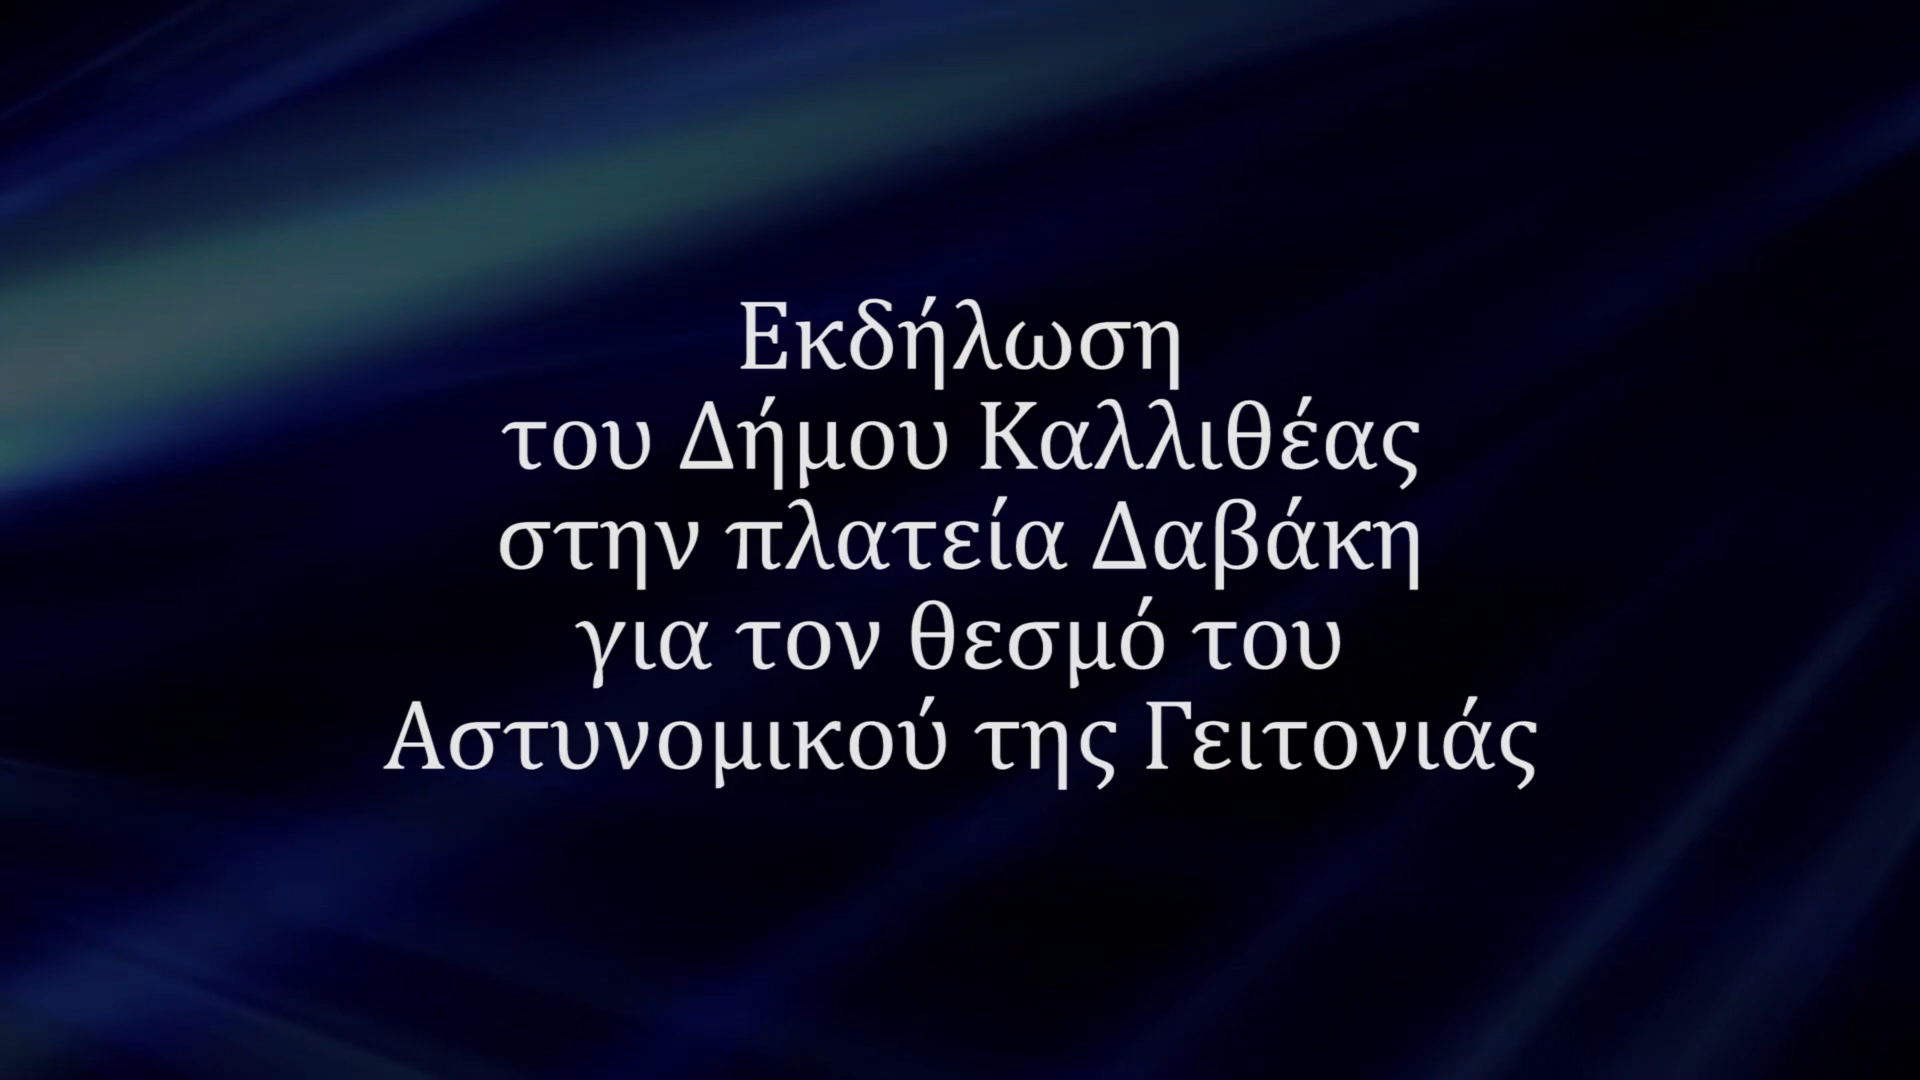 Εκδήλωση
του Δήμου Καλλιθέας
στην πλατεία Δαβάκη
για τον θεσμό του
Αστυνομικού της Γειτονιάς